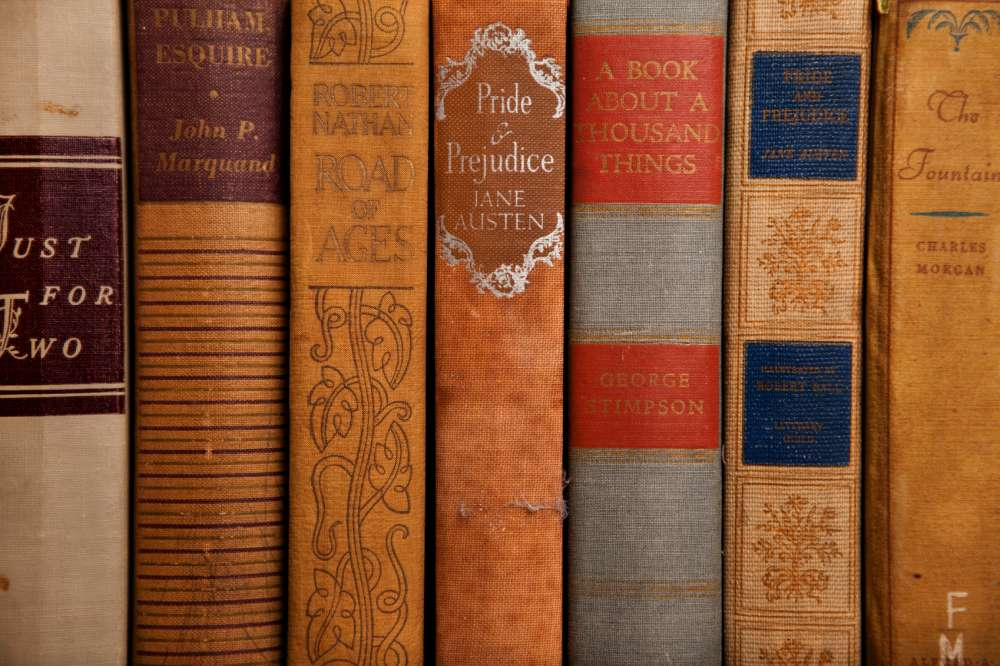 JUST
FOR
TWO
PULHAM,
ESQUIRE
John P.
Marquand
ROBERT
NATHAN
ROAD
OF
AGES
Pride
&
Prejudice
JANE
AUSTEN
A BOOK
ABOUT A
THOUSAND
THINGS
GEORGE
STIMPSON
PRIDE
AND
PREJUDICE
JANE AUSTEN
ILLUSTRATED BY
ROBERT BALL
LITERARY
GUILD
The
Fountain
CHARLES
MORGAN
F
M